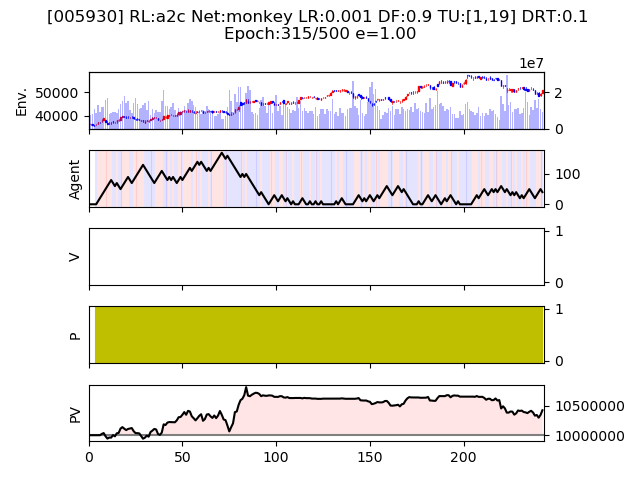 [005930] RL:a2c Net:monkey LR:0.001 DF:0.9 TU:[1,19] DRT:0.1
Epoch:315/500 e=1.00
1e7
Env.
50000
40000
2
0
Agent
100
0
V
1
0
P
1
0
PV
10500000
10000000
0 50 100 150 200